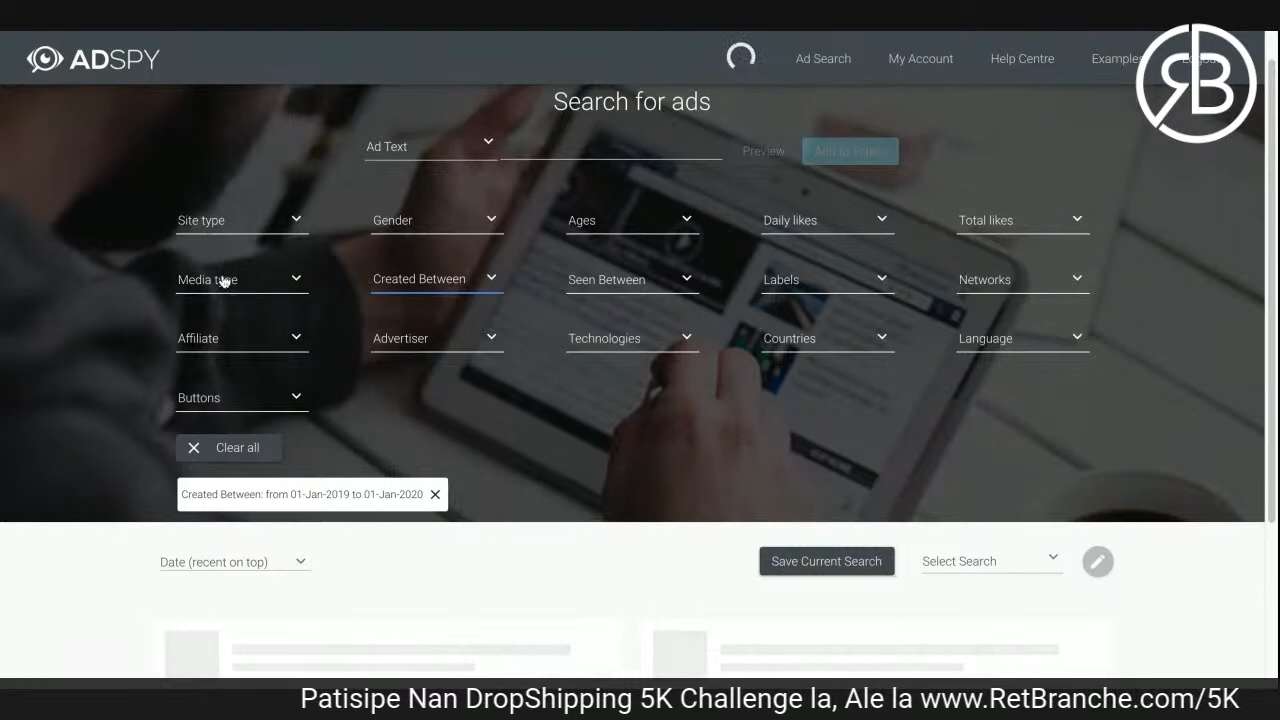 ADSPY
Ad Search
My Account
Help Centre
Examples
RB
Search for ads
Ad Text
Preview
Site type
Gender
Ages
Daily likes
Total likes
Media type
Created Between
Seen Between
Labels
Networks
Affiliate
Advertiser
Technologies
Countries
Language
Buttons
Clear all
Created Between: from 01-Jan-2019 to 01-Jan-2020
Date (recent on top)
Save Current Search
Select Search
Patisipe Nan DropShipping 5K Challenge la, Ale la www.RetBranche.com/5K